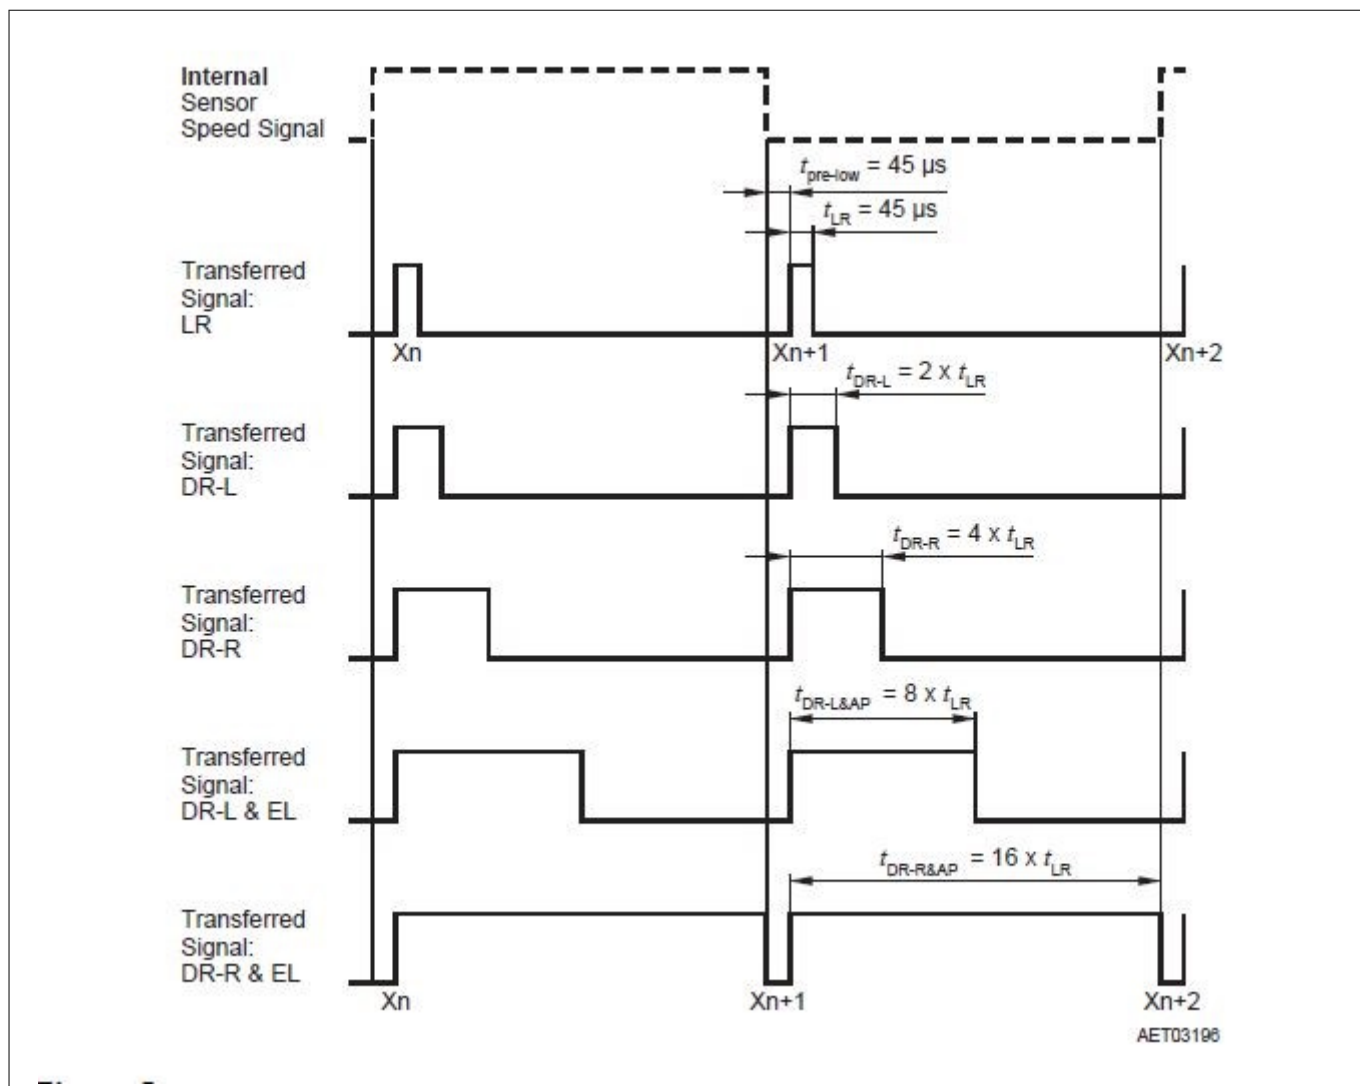 Internal
Sensor
Speed Signal
tpre-low = 45 µs
tLR = 45 µs
Transferred
Signal:
LR
Xn
Xn+1
Xn+2
tDR-L = 2 x tLR
Transferred
Signal:
DR-L
tDR-R = 4 x tLR
Transferred
Signal:
DR-R
tDR-L&AP = 8 x tLR
Transferred
Signal:
DR-L & EL
tDR-R&AP = 16 x tLR
Transferred
Signal:
DR-R & EL
Xn
Xn+1
Xn+2
AET03196